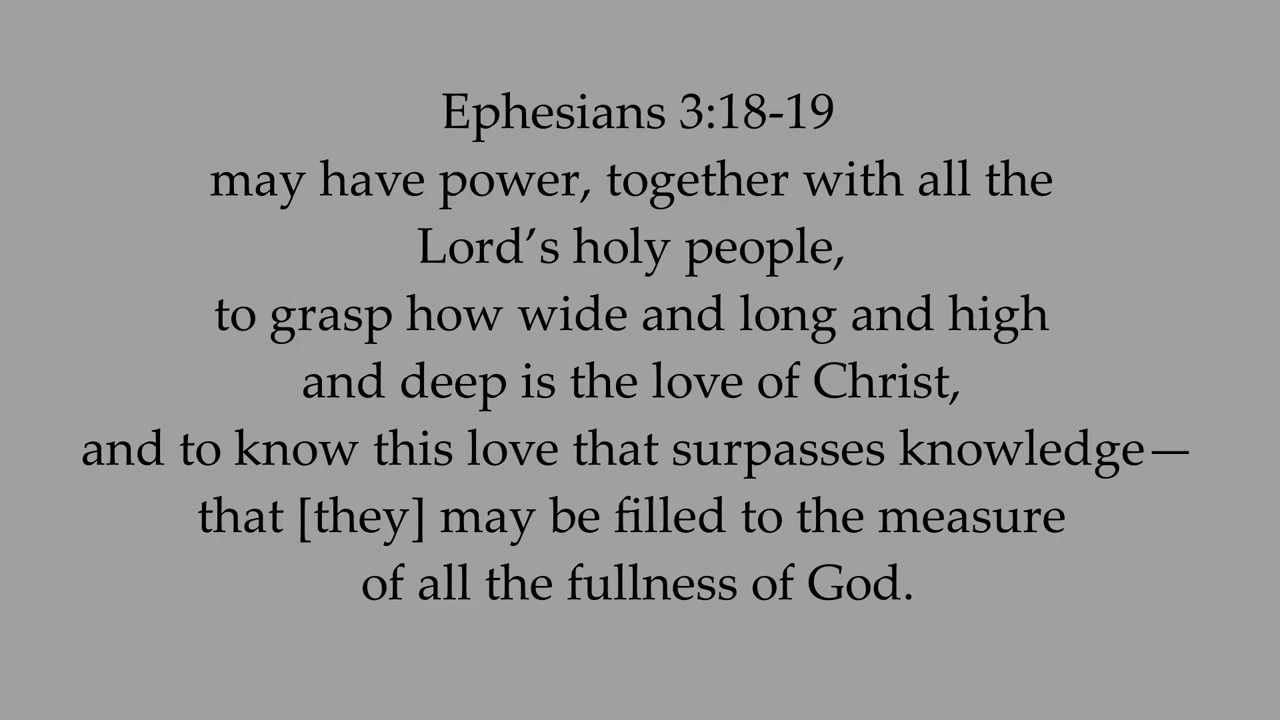 Ephesians 3:18-19
may have power, together with all the
Lord’s holy people,
to grasp how wide and long and high
and deep is the love of Christ,
and to know this love that surpasses knowledge—
that [they] may be filled to the measure
of all the fullness of God.